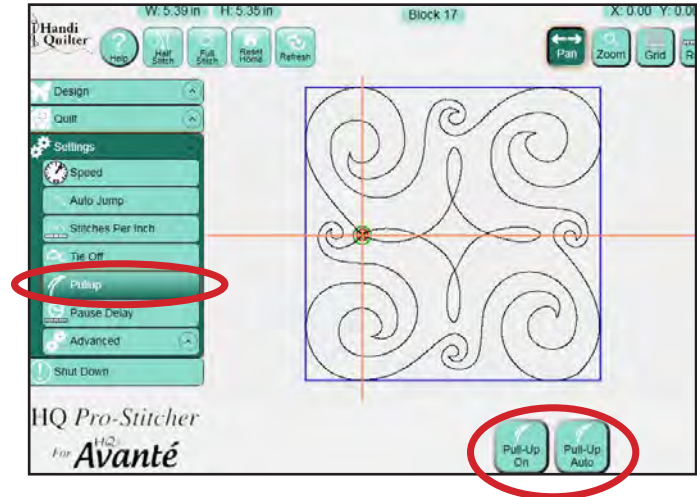 W: 5.39 in H: 5.35 in Block 17 X: 0.00 Y: 0.0
Handi
Quilter
Help
Half
Stitch
Full
Stitch
Reset
Home
Refresh
Pan
Zoom
Grid
R
Design
Quilt
Settings
Speed
Auto Jump
Stitches Per Inch
Tie Off
Pullup
Pause Delay
Advanced
Shut Down
HQ Pro-Stitcher
For HQ Avanté
Pull-Up
On
Pull-Up
Auto